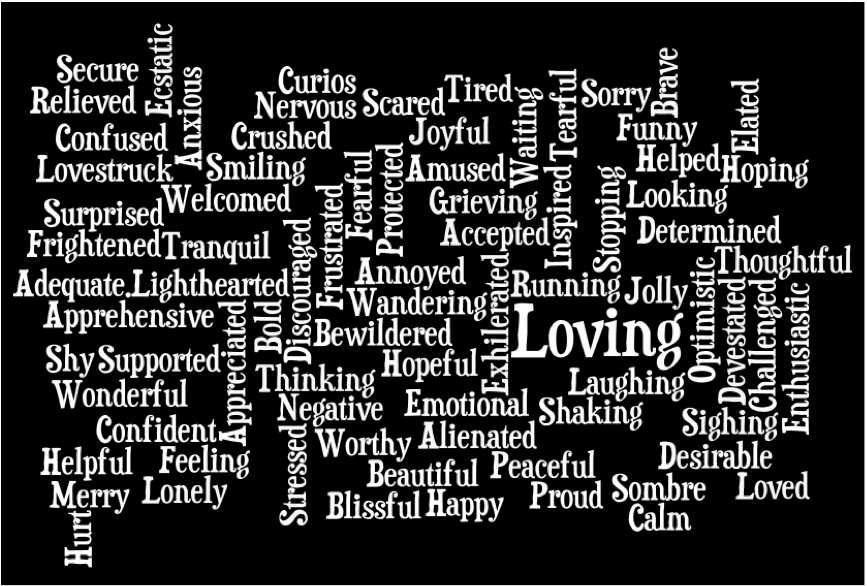 Secure
Ecstatic
Relieved
Anxious
Curios
Nervous
Scared
Tired
Waiting
Tearful
Sorry
Brave
Confused
Crushed
Joyful
Funny
Elated
Lovestruck
Smiling
Fearful
Protected
Amused
Helped
Hoping
Welcomed
Frustrated
Grieving
Inspired
Stopping
Looking
Surprised
Discouraged
Accepted
Determined
Frightened
Tranquil
Annoyed
Exhilerated
Thoughtful
Adequate.
Lighthearted
Wandering
Running
Jolly
Optimistic
Devestated
Challenged
Enthusiastic
Apprehensive
Appreciated
Bold
Bewildered
Loving
Shy
Supported.
Hopeful
Thinking
Laughing
Wonderful
Negative
Emotional
Shaking
Sighing
Confident
Stressed
Worthy
Alienated
Helpful
Feeling
Beautiful
Peaceful
Desirable
Merry
Lonely
Blissful
Happy
Proud
Sombre
Loved
Calm
Hurt